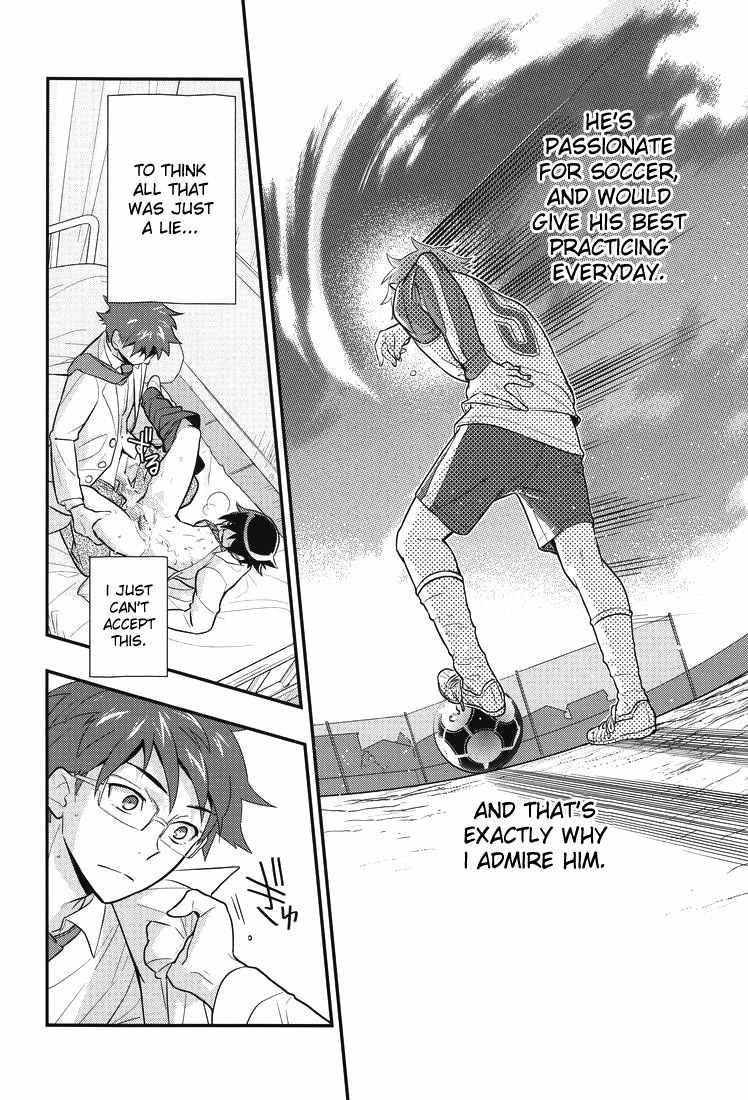 HE'S
PASSIONATE
FOR SOCCER,
AND WOULD
GIVE HIS BEST
PRACTICING
EVERYDAY.
AND THAT'S
EXACTLY WHY
I ADMIRE HIM.
TO THINK
ALL THAT
WAS JUST
A LIE...
I JUST
CAN'T
ACCEPT
THIS.